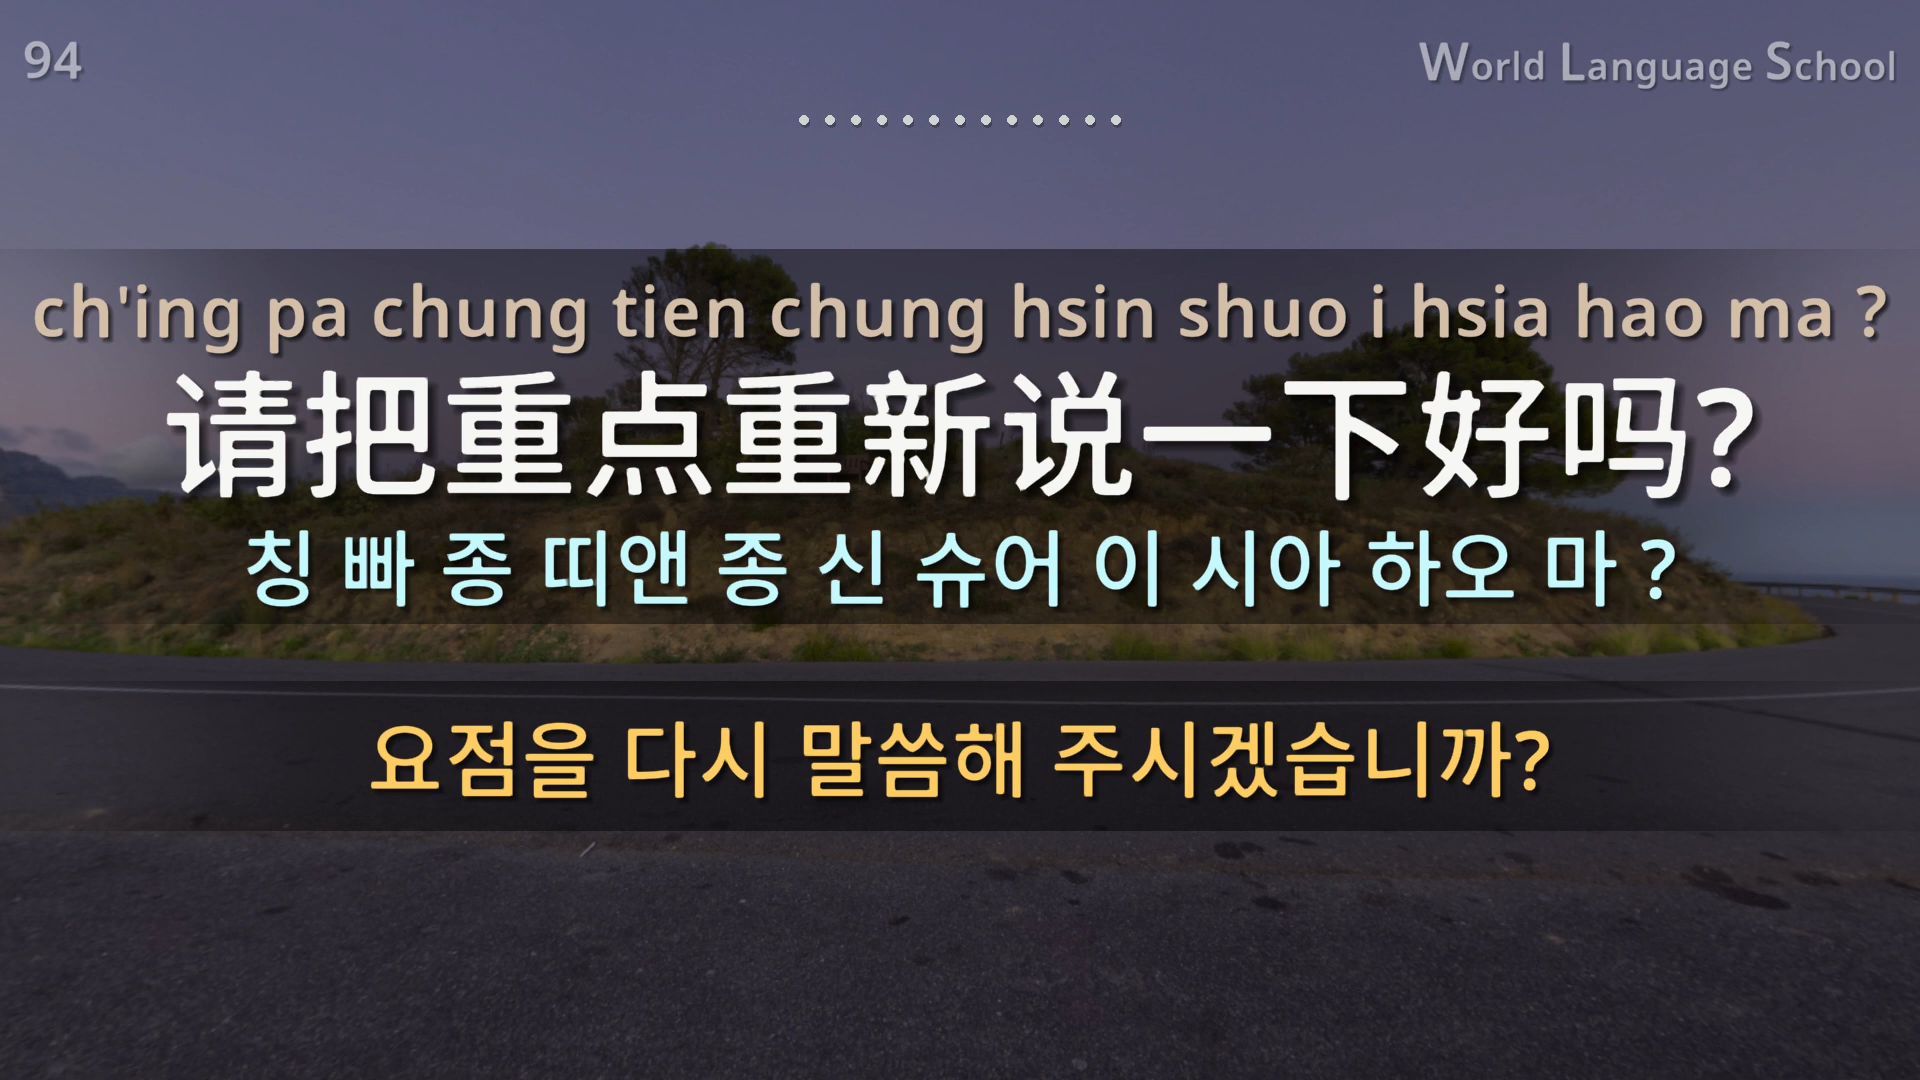 94
World Language School
ch'ing pa chung tien chung hsin shuo i hsia hao ma ?
请把重点重新说一下好吗?
칭 빠 종 띠앤 종 신 슈어 이 시아 하오 마 ?
요점을 다시 말씀해 주시겠습니까?